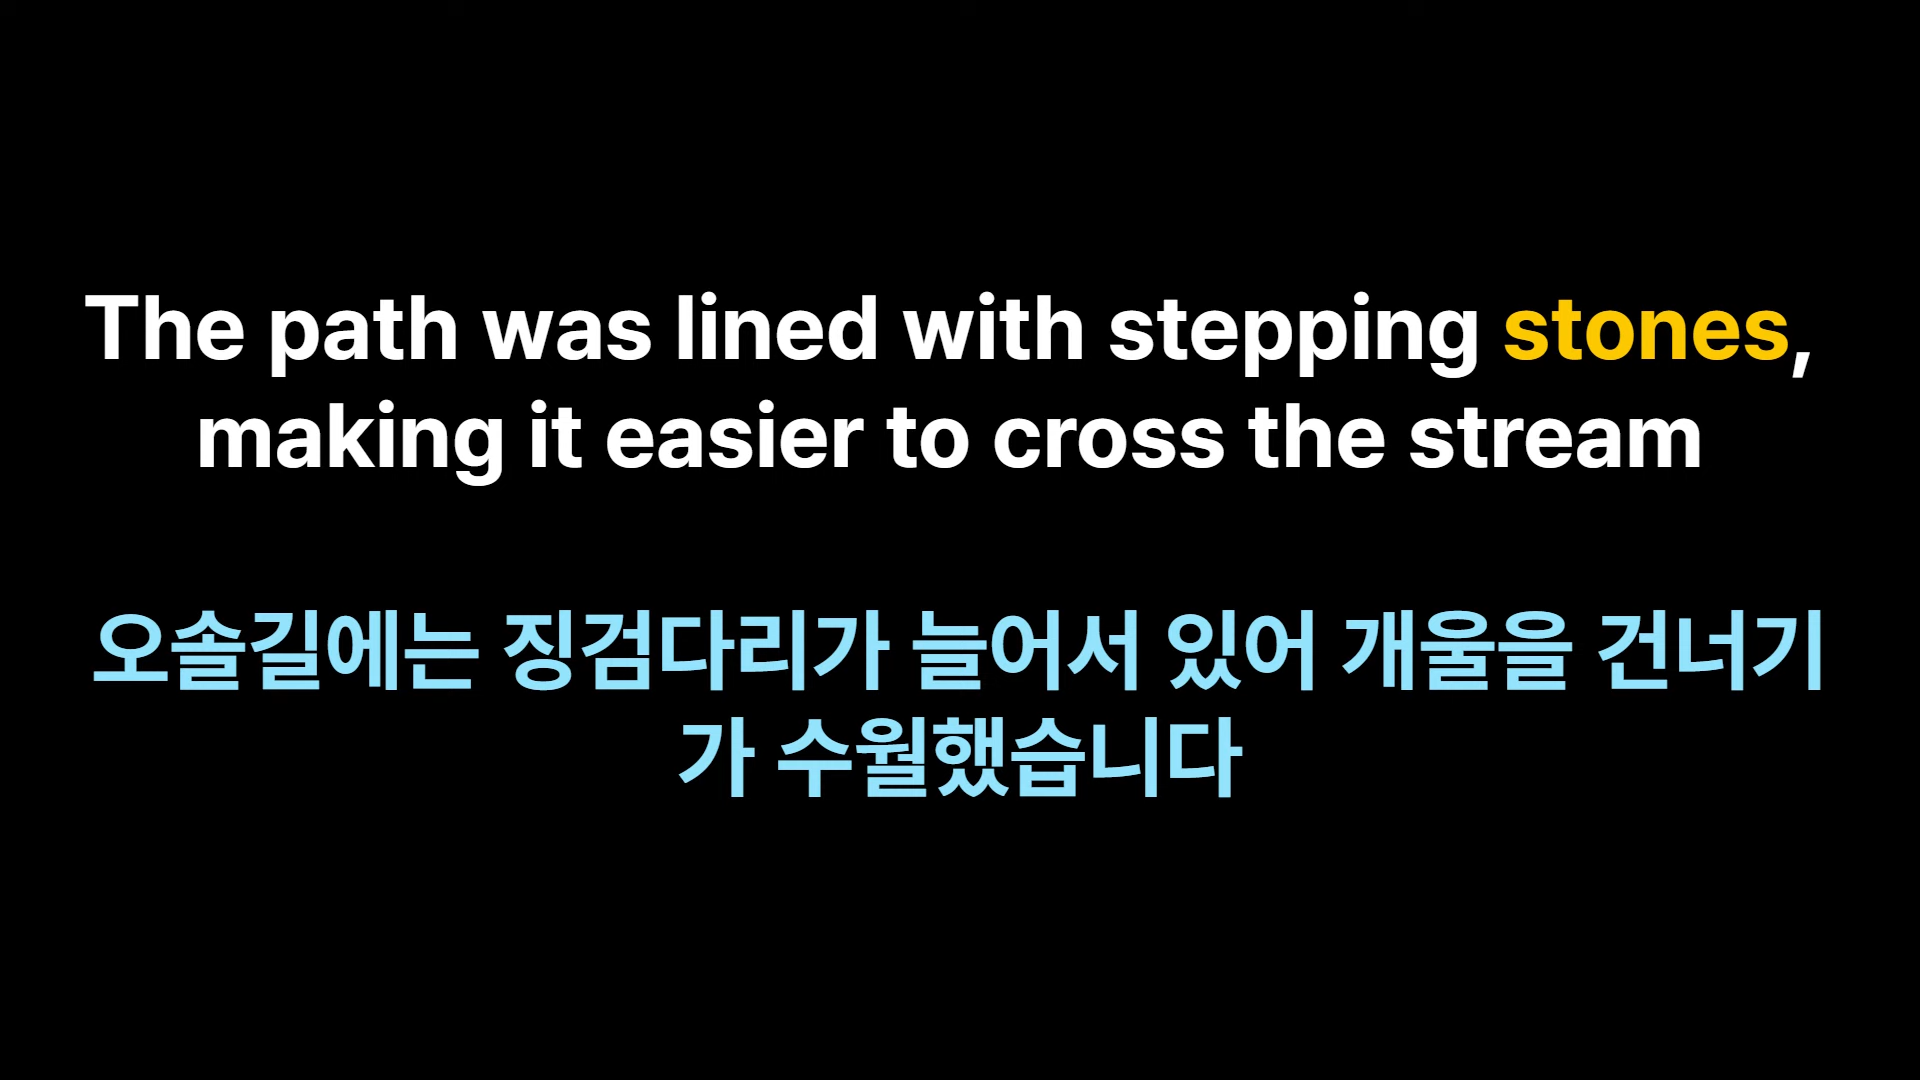 The path was lined with stepping stones,
making it easier to cross the stream
오솔길에는 징검다리가 늘어서 있어 개울을 건너기
가 수월했습니다